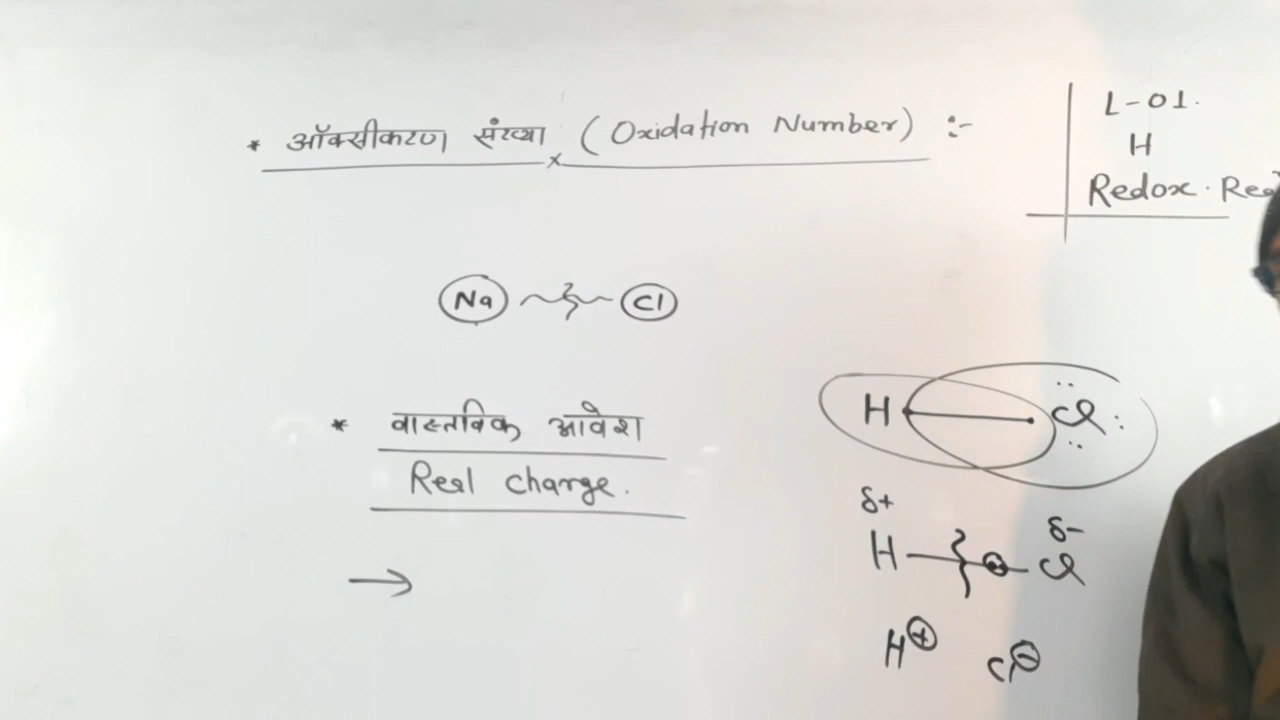 * ऑक्सीकरण संख्या (Oxidation Number) :-
L-01.
H
Redox. Rea
Na Cl
* वास्तविक आवेश
Real charge.
→
H Cl
δ+ δ-
H Cl
H⊕ Cl⊖